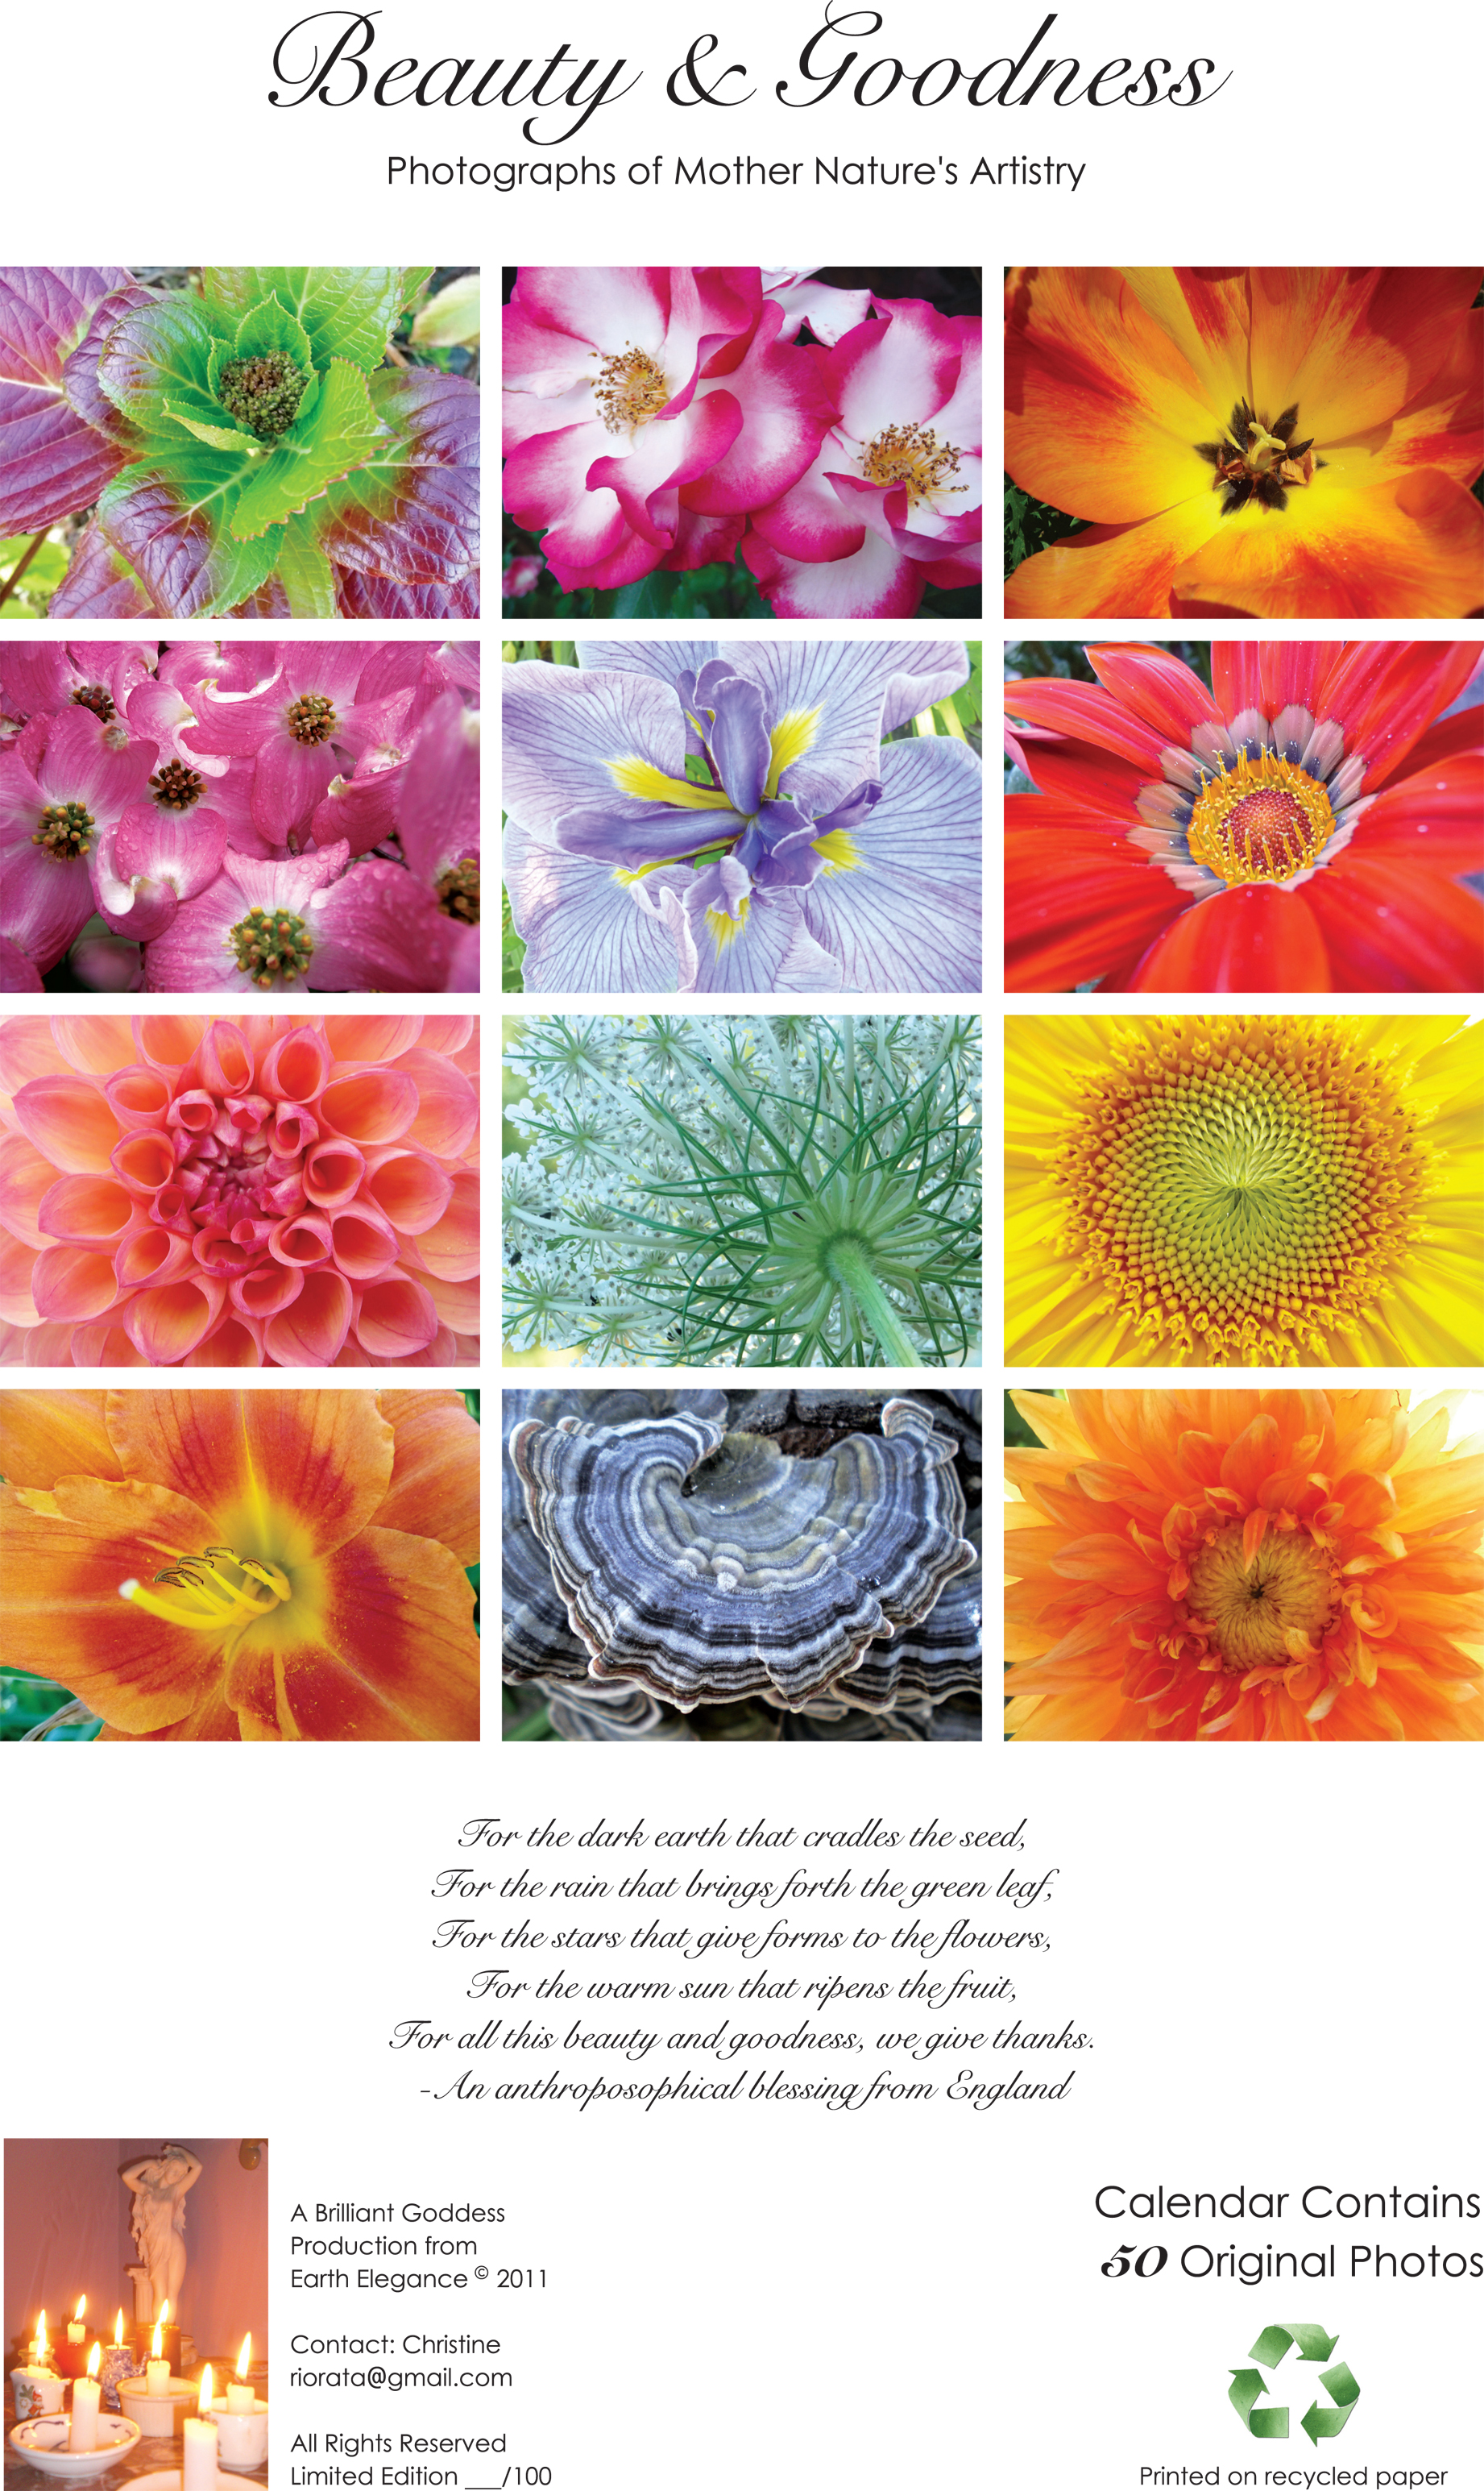 Beauty & Goodness
Photographs of Mother Nature's Artistry
For the dark earth that cradles the seed,
For the rain that brings forth the green leaf,
For the stars that give forms to the flowers,
For the warm sun that ripens the fruit,
For all this beauty and goodness, we give thanks.
-An anthroposophical blessing from England
A Brilliant Goddess
Production from
Earth Elegance © 2011
Contact: Christine
riorata@gmail.com
All Rights Reserved
Limited Edition ___/100
Calendar Contains
50 Original Photos
Printed on recycled paper